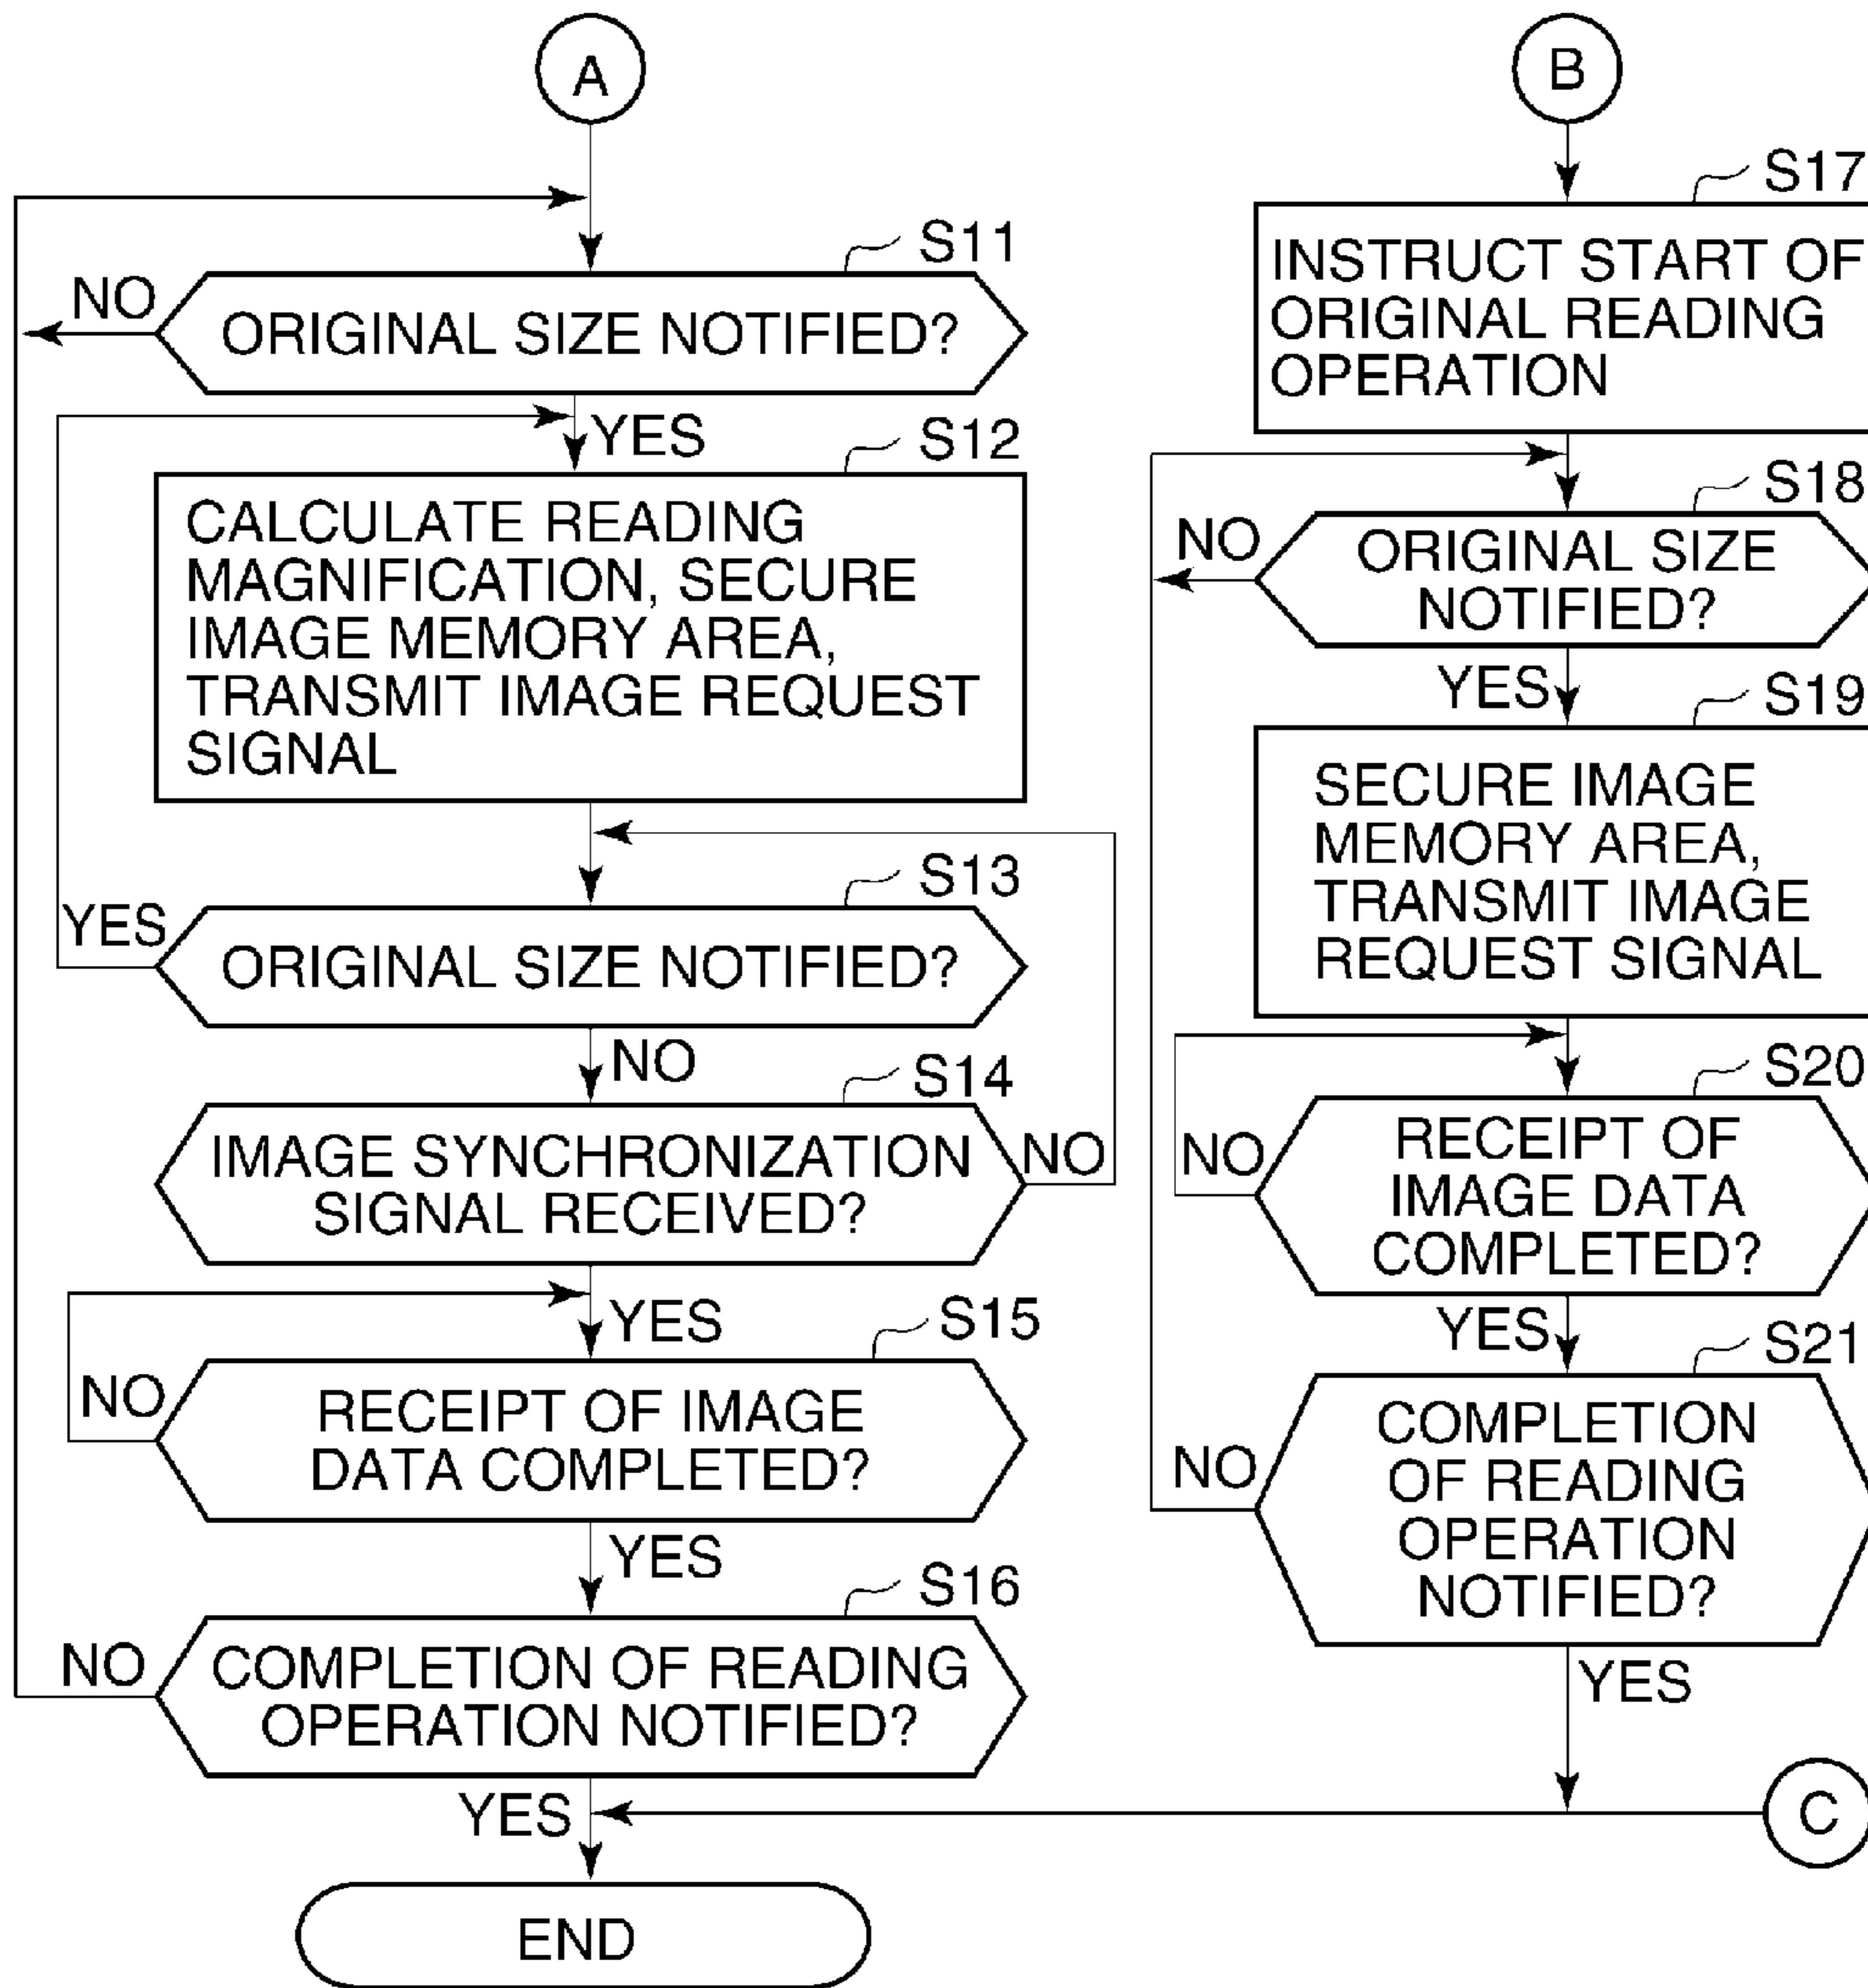 A
S11
NO
ORIGINAL SIZE NOTIFIED?
YES
S12
CALCULATE READING
MAGNIFICATION, SECURE
IMAGE MEMORY AREA,
TRANSMIT IMAGE REQUEST
SIGNAL
S13
YES
ORIGINAL SIZE NOTIFIED?
NO
S14
IMAGE SYNCHRONIZATION
SIGNAL RECEIVED?
NO
YES
S15
NO
RECEIPT OF IMAGE
DATA COMPLETED?
YES
S16
NO
COMPLETION OF READING
OPERATION NOTIFIED?
YES
END
B
S17
INSTRUCT START OF
ORIGINAL READING
OPERATION
S18
NO
ORIGINAL SIZE
NOTIFIED?
YES
S19
SECURE IMAGE
MEMORY AREA,
TRANSMIT IMAGE
REQUEST SIGNAL
S20
NO
RECEIPT OF
IMAGE DATA
COMPLETED?
YES
S21
NO
COMPLETION
OF READING
OPERATION
NOTIFIED?
YES
C